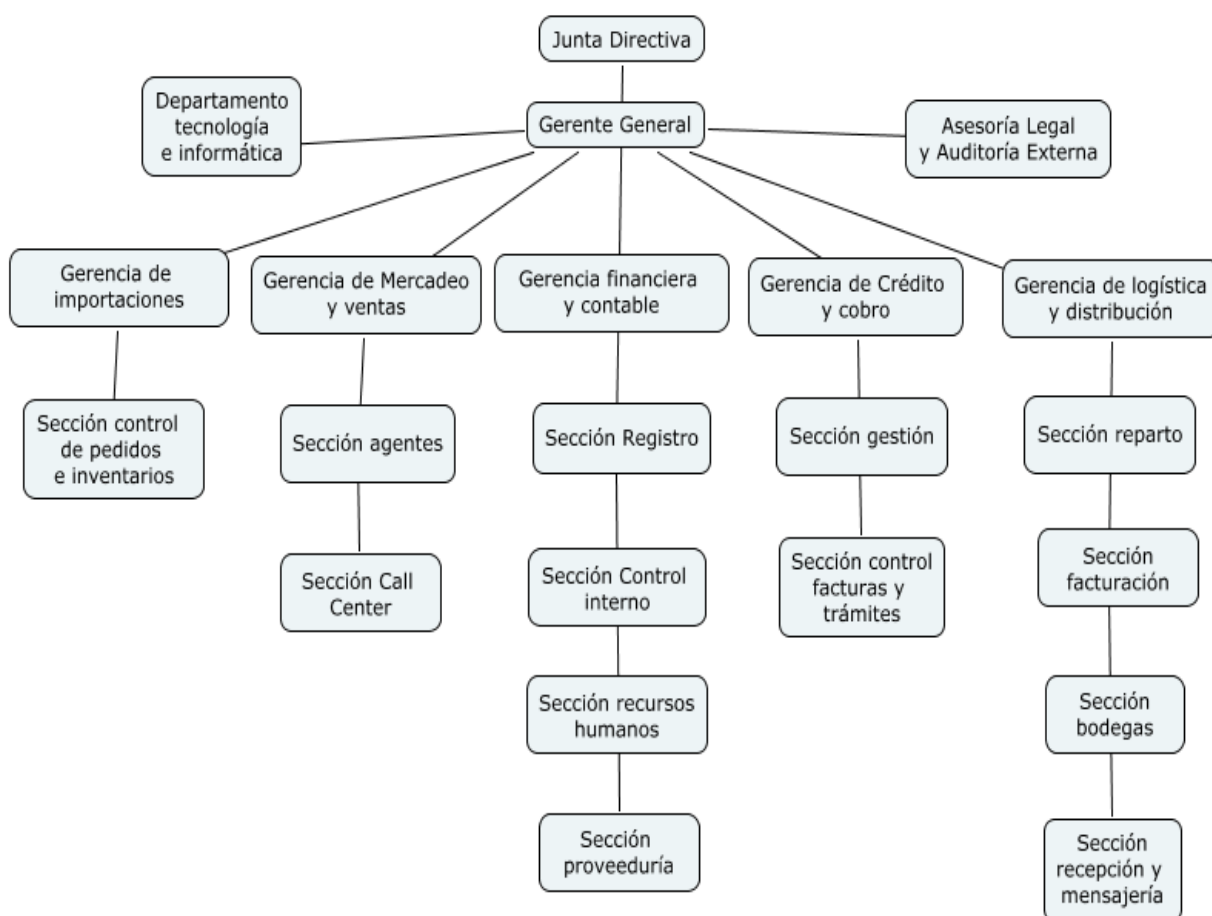 Junta Directiva
Departamento
tecnología
e informática
Gerente General
Asesoría Legal
y Auditoría Externa
Gerencia de
importaciones
Gerencia de Mercadeo
y ventas
Gerencia financiera
y contable
Gerencia de Crédito
y cobro
Gerencia de logística
y distribución
Sección control
de pedidos
e inventarios
Sección agentes
Sección Registro
Sección gestión
Sección reparto
Sección Call
Center
Sección Control
interno
Sección control
facturas y
trámites
Sección
facturación
Sección recursos
humanos
Sección
bodegas
Sección
proveeduría
Sección
recepción y
mensajería